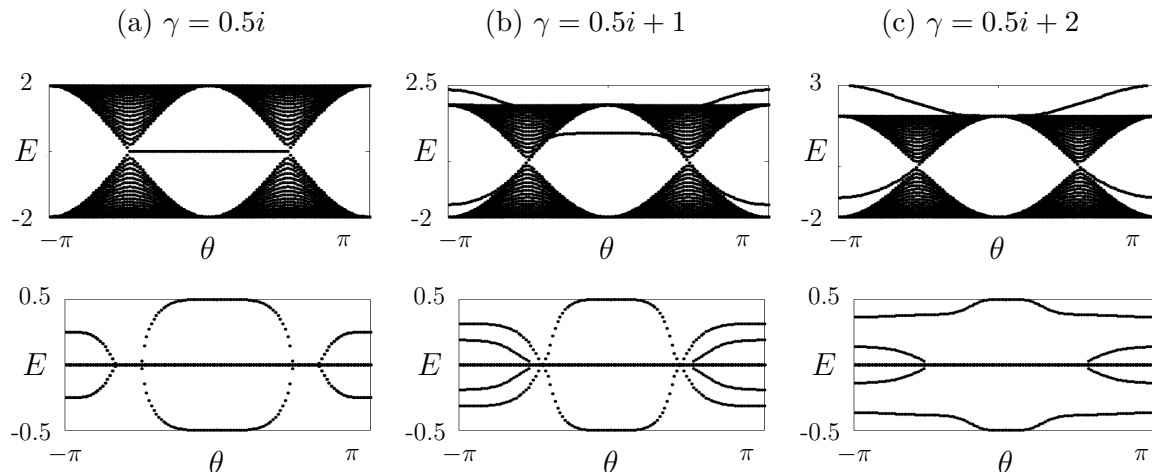 (a) γ = 0.5i (b) γ = 0.5i + 1 (c) γ = 0.5i + 2
2 2.5 3
E E E
-2 -2 -2
−π π −π π −π π
θ θ θ
0.5 0.5 0.5
E E E
-0.5 -0.5 -0.5
−π π −π π −π π
θ θ θ